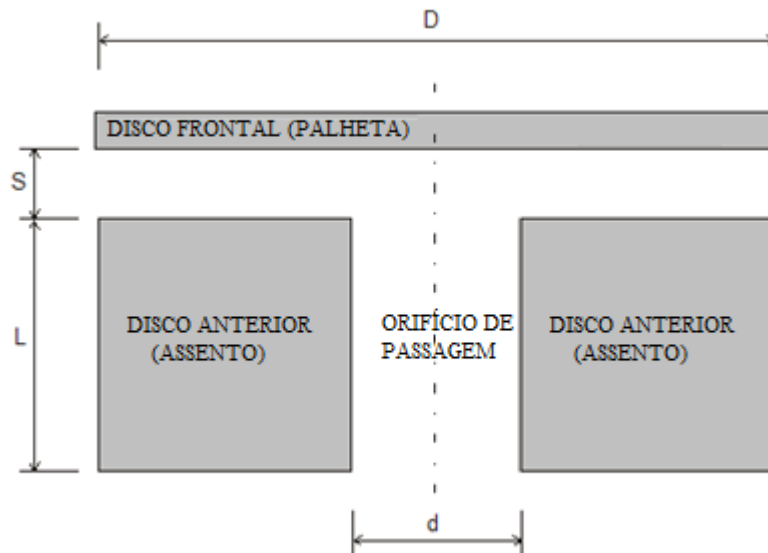 D
DISCO FRONTAL (PALHETA)
S
L
DISCO ANTERIOR
(ASSENTO)
ORIFÍCIO DE
PASSAGEM
DISCO ANTERIOR
(ASSENTO)
d